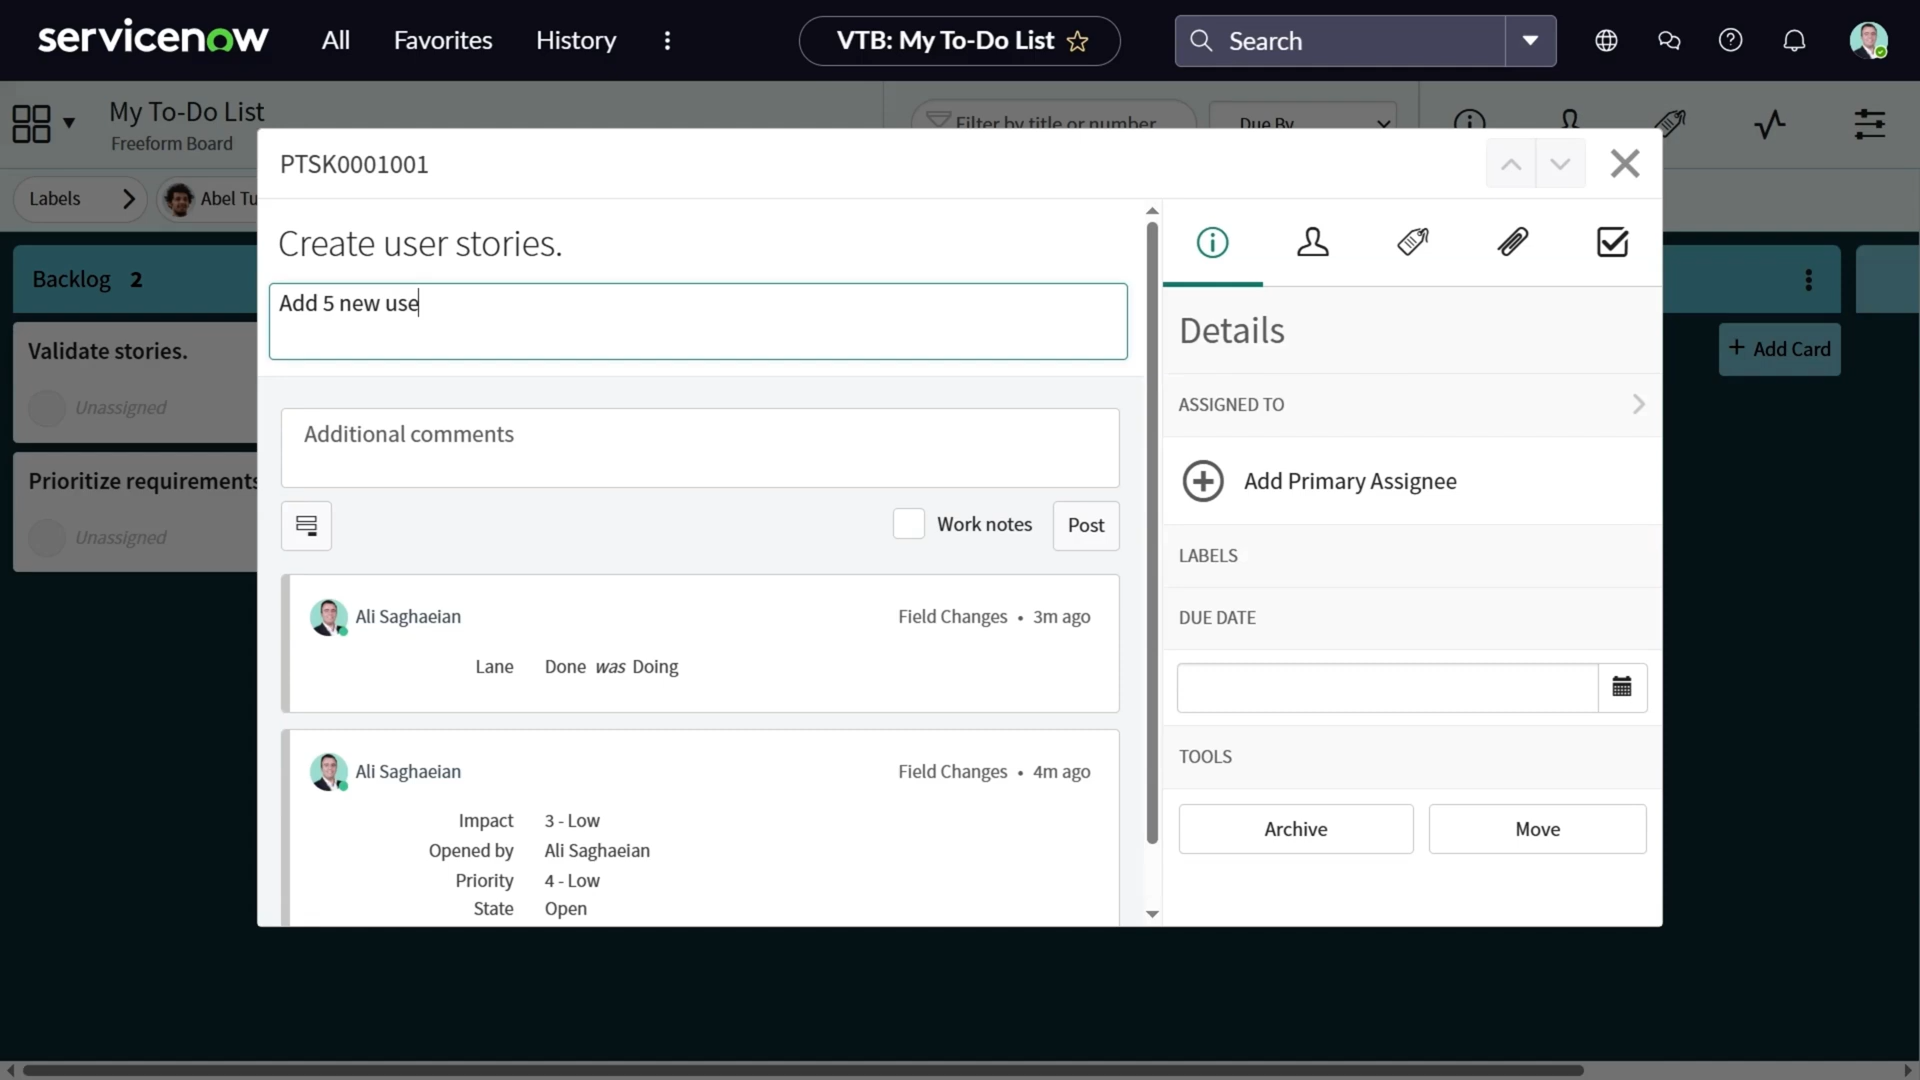 servicenow All Favorites History VTB: My To-Do List Search
My To-Do List
Freeform Board
Filter by title or number Due By
Labels Abel Tu
PTSK0001001
Backlog 2
Validate stories.
Unassigned
Prioritize requirements
Unassigned
Create user stories.
Add 5 new use
Additional comments
Work notes Post
Ali Saghaeian Field Changes • 3m ago
Lane Done was Doing
Ali Saghaeian Field Changes • 4m ago
Impact 3 - Low
Opened by Ali Saghaeian
Priority 4 - Low
State Open
Details
ASSIGNED TO
Add Primary Assignee
LABELS
DUE DATE
TOOLS
Archive Move
+ Add Card